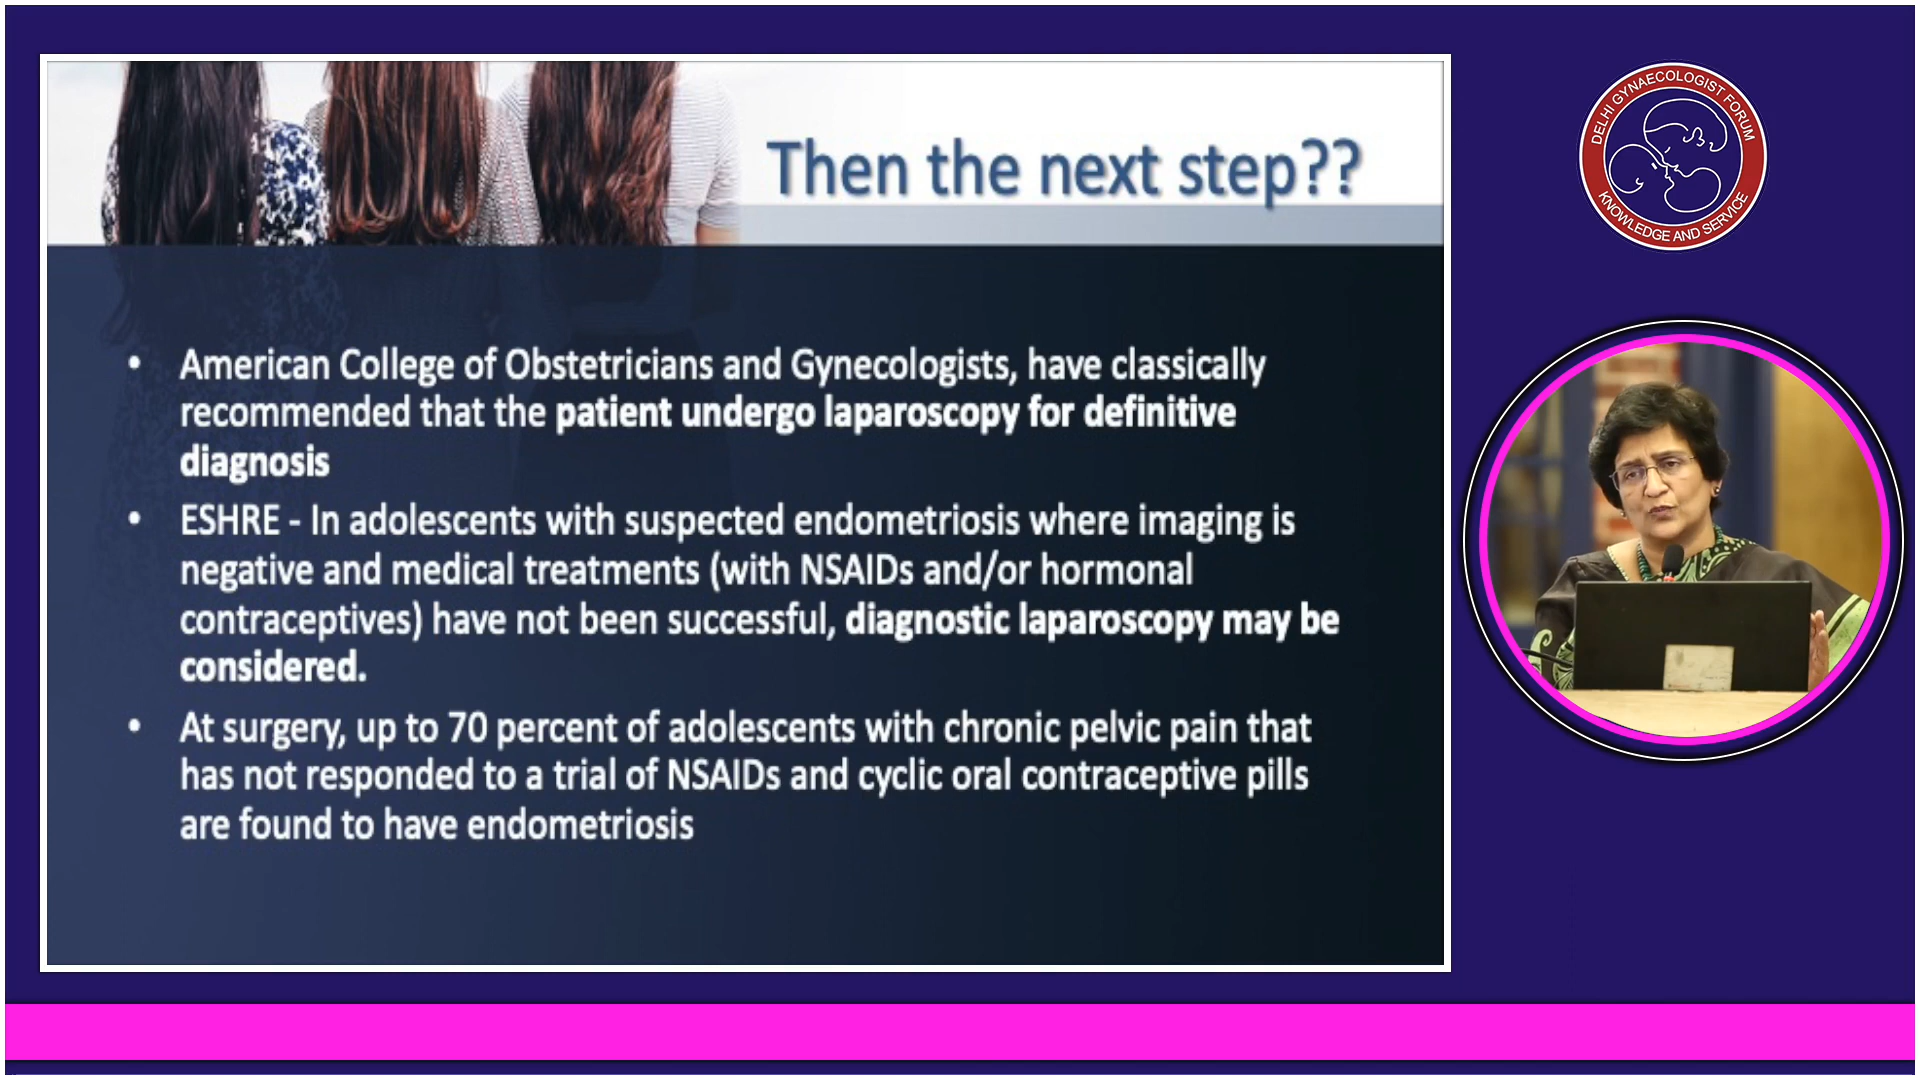 Then the next step??
• American College of Obstetricians and Gynecologists, have classically
recommended that the patient undergo laparoscopy for definitive
diagnosis
• ESHRE - In adolescents with suspected endometriosis where imaging is
negative and medical treatments (with NSAIDs and/or hormonal
contraceptives) have not been successful, diagnostic laparoscopy may be
considered.
• At surgery, up to 70 percent of adolescents with chronic pelvic pain that
has not responded to a trial of NSAIDs and cyclic oral contraceptive pills
are found to have endometriosis
DELHI GYNAECOLOGIST FORUM
KNOWLEDGE AND SERVICE